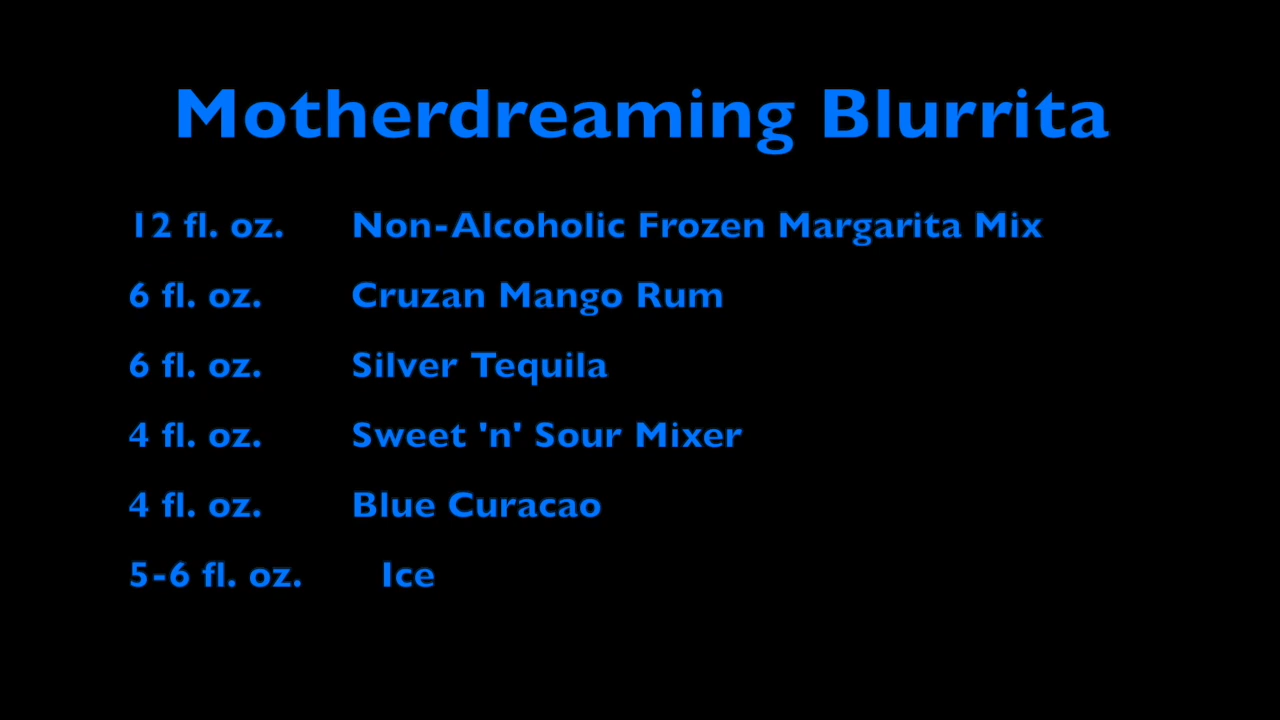 Motherdreaming Blurrita
12 fl. oz. Non-Alcoholic Frozen Margarita Mix
6 fl. oz. Cruzan Mango Rum
6 fl. oz. Silver Tequila
4 fl. oz. Sweet 'n' Sour Mixer
4 fl. oz. Blue Curacao
5-6 fl. oz. Ice